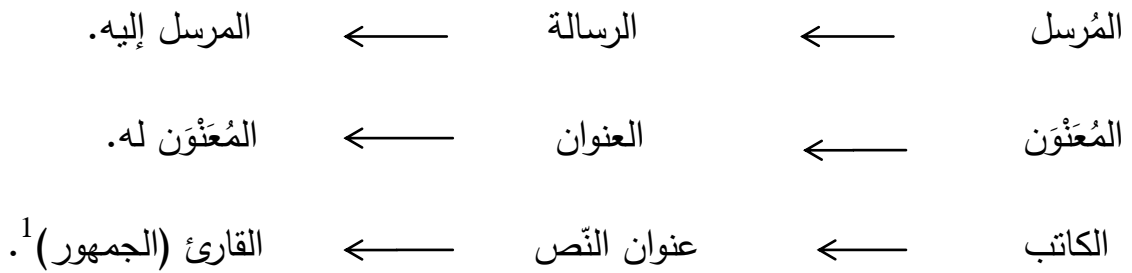 المُرسل ← الرسالة ← المرسل إليه.
المُعَنْوَن ← العنوان ← المُعَنْوَن له.
الكاتب ← عنوان النّص ← القارئ (الجمهور)1.